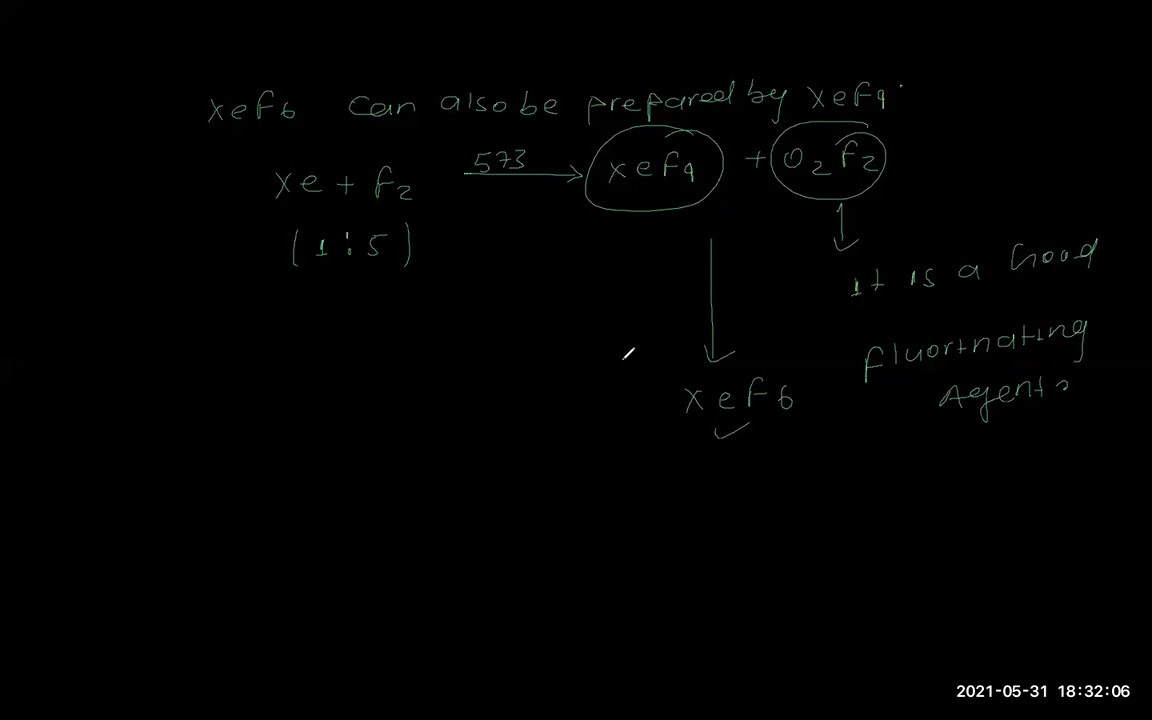 xeF6 can also be prepared by xeF4.
xe + F2 573 xeF4 + O2F2
(1:5)
it is a Good
Fluorinating
Agents
xeF6
2021-05-31 18:32:06